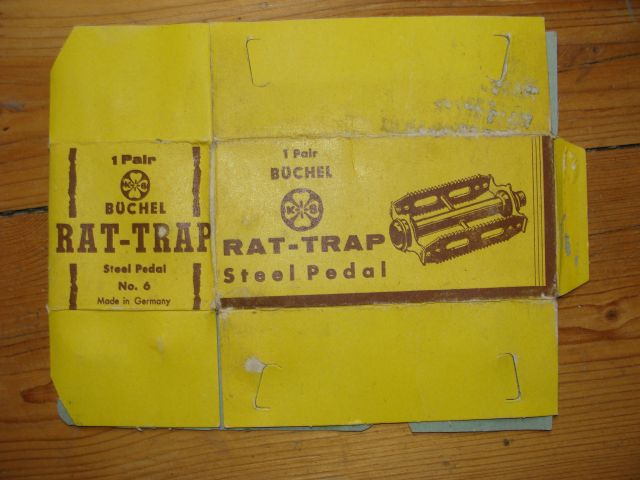 1 Pair
BÜCHEL
RAT-TRAP
Steel Pedal
No. 6
Made in Germany
1 Pair
BÜCHEL
RAT-TRAP
Steel Pedal